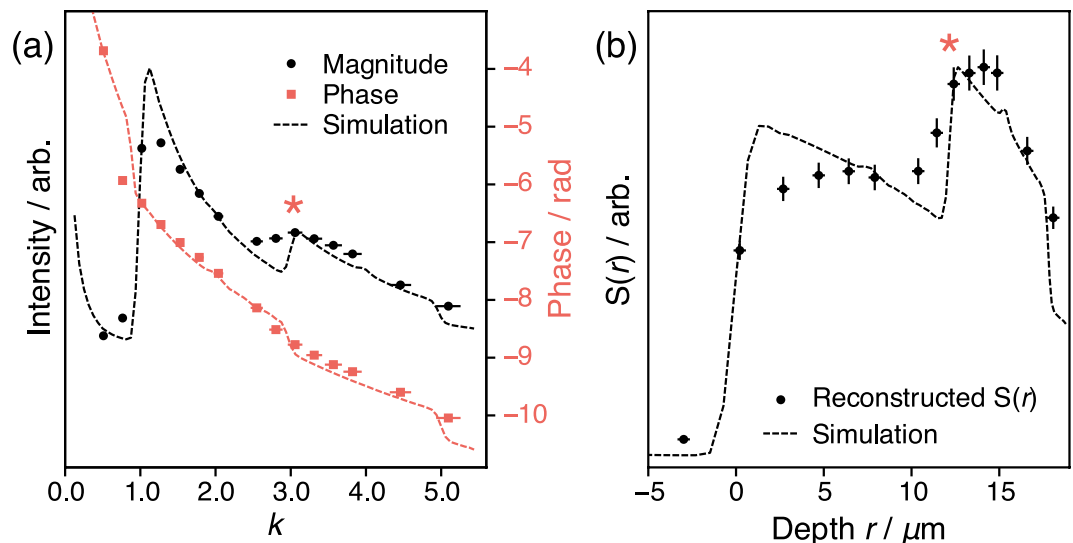 (a)
Magnitude
Phase
Simulation
*
Intensity / arb.
-4
-5
-6
-7
-8
-9
-10
Phase / rad
0.0 1.0 2.0 3.0 4.0 5.0
k
(b)
*
S(r) / arb.
Reconstructed S(r)
Simulation
-5 0 5 10 15
Depth r / μm